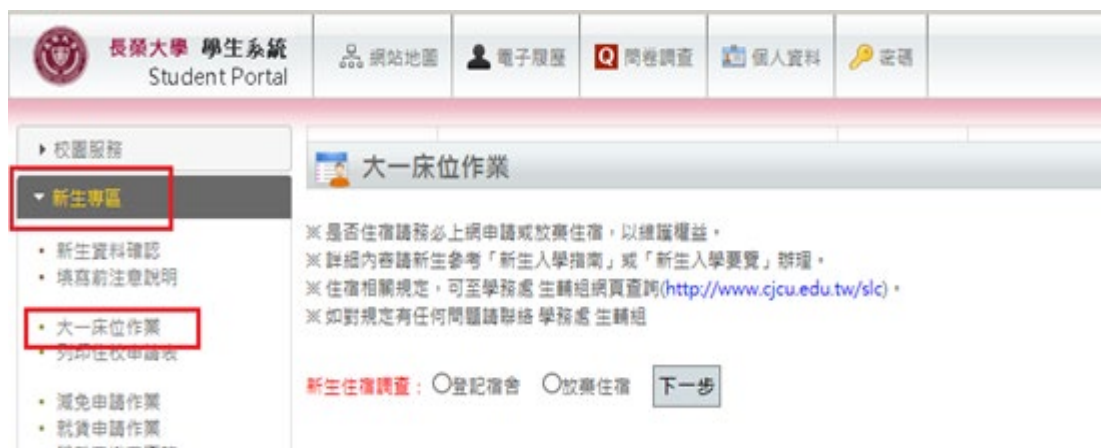 長榮大學 學生系統
Student Portal
網站地圖
電子履歷
Q 問卷調查
個人資料
密碼
校園服務
新生專區
新生資料確認
填寫前注意說明
大一床位作業
列印住校申請表
減免申請作業
就貸申請作業
大一床位作業
※是否住宿請務必上網申請或放棄住宿，以維護權益。
※詳細內容請新生參考「新生入學指南」或「新生入學要覽」辦理。
※住宿相關規定，可至學務處 生輔組網頁查詢(http://www.cjcu.edu.tw/slc)。
※如對規定有任何問題請聯絡 學務處 生輔組
新生住宿調查：○登記宿舍 ○放棄住宿 下一步